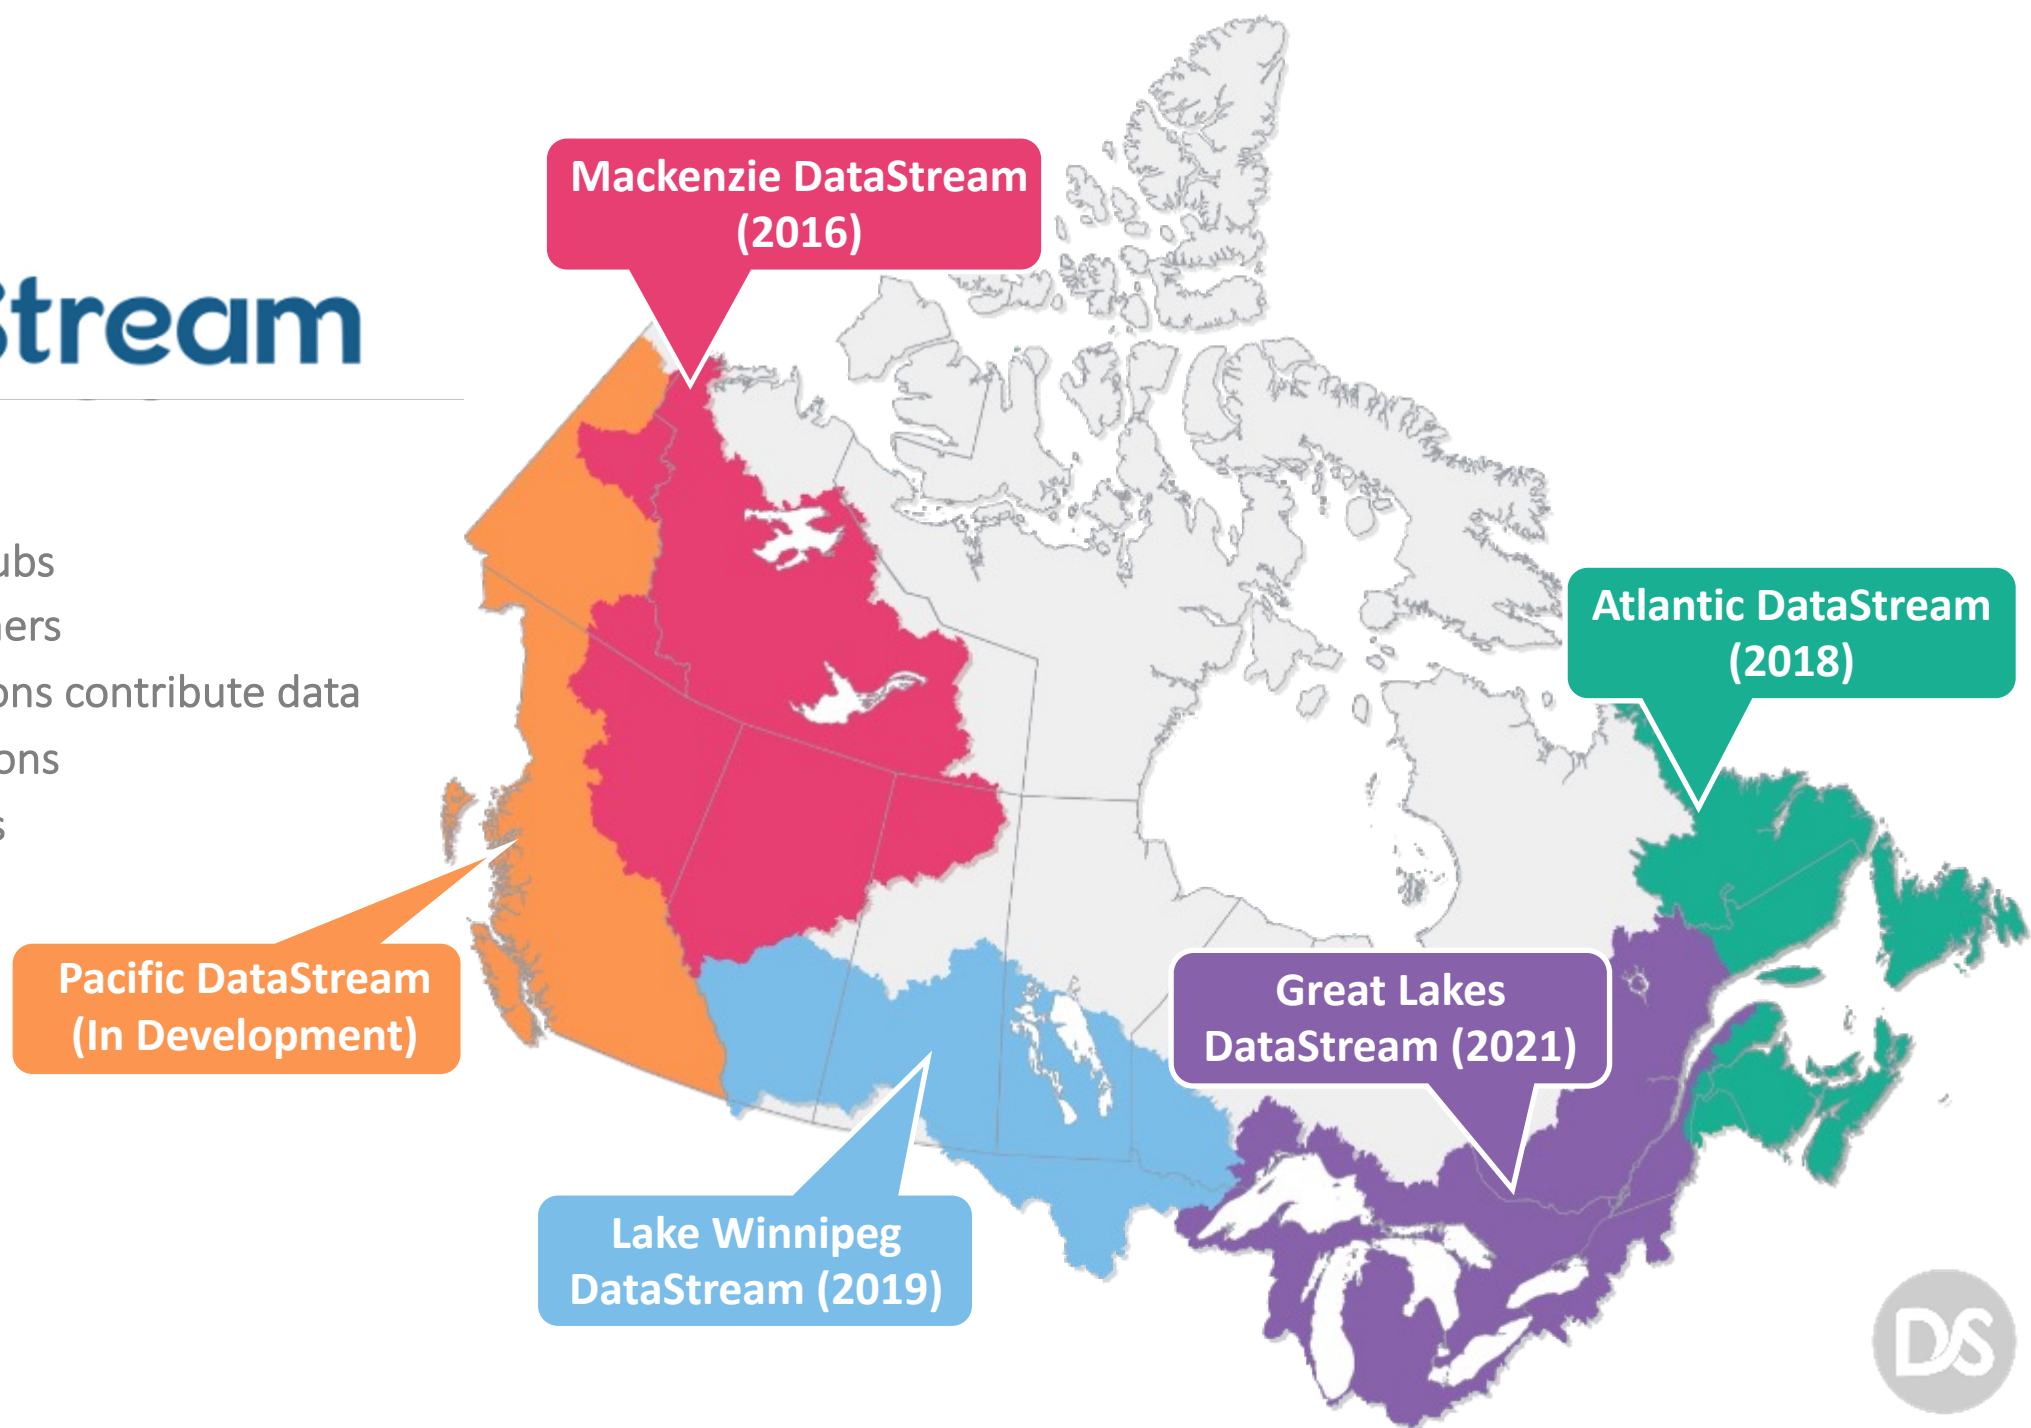 Stream
ubs
ners
ons contribute data
ons
s
Mackenzie DataStream
(2016)
Atlantic DataStream
(2018)
Pacific DataStream
(In Development)
Great Lakes
DataStream (2021)
Lake Winnipeg
DataStream (2019)
DS